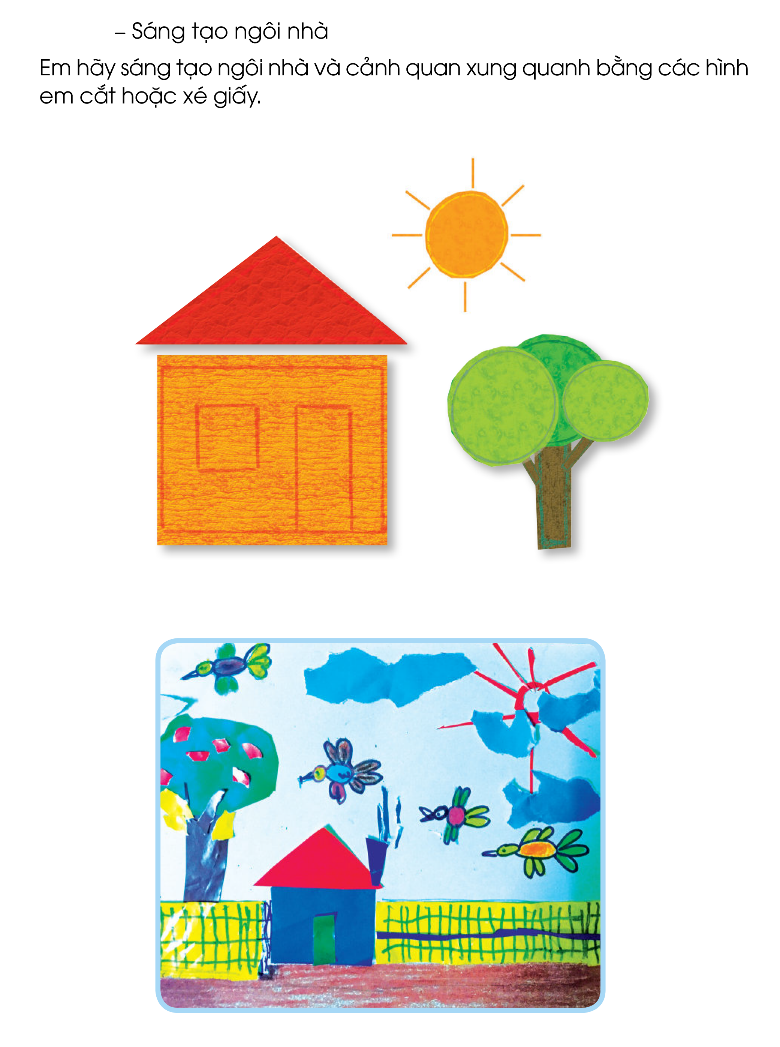 – Sáng tạo ngôi nhà
Em hãy sáng tạo ngôi nhà và cảnh quan xung quanh bằng các hình
em cắt hoặc xé giấy.